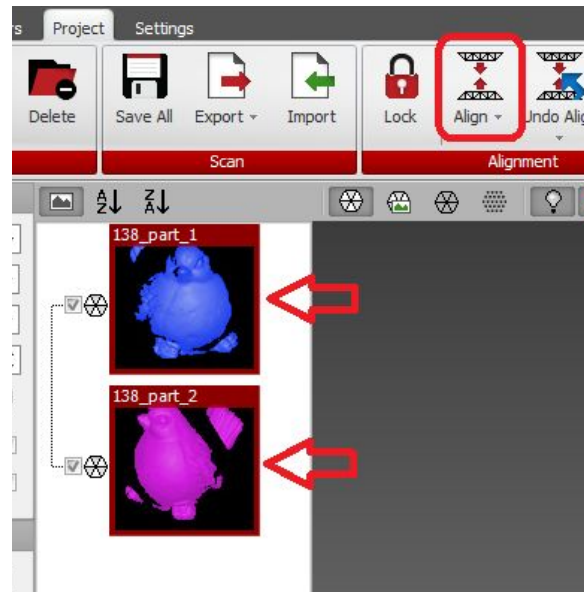 s Project Settings
Delete Save All Export Import Lock Align Undo Alig
Scan Alignment
138_part_1
138_part_2